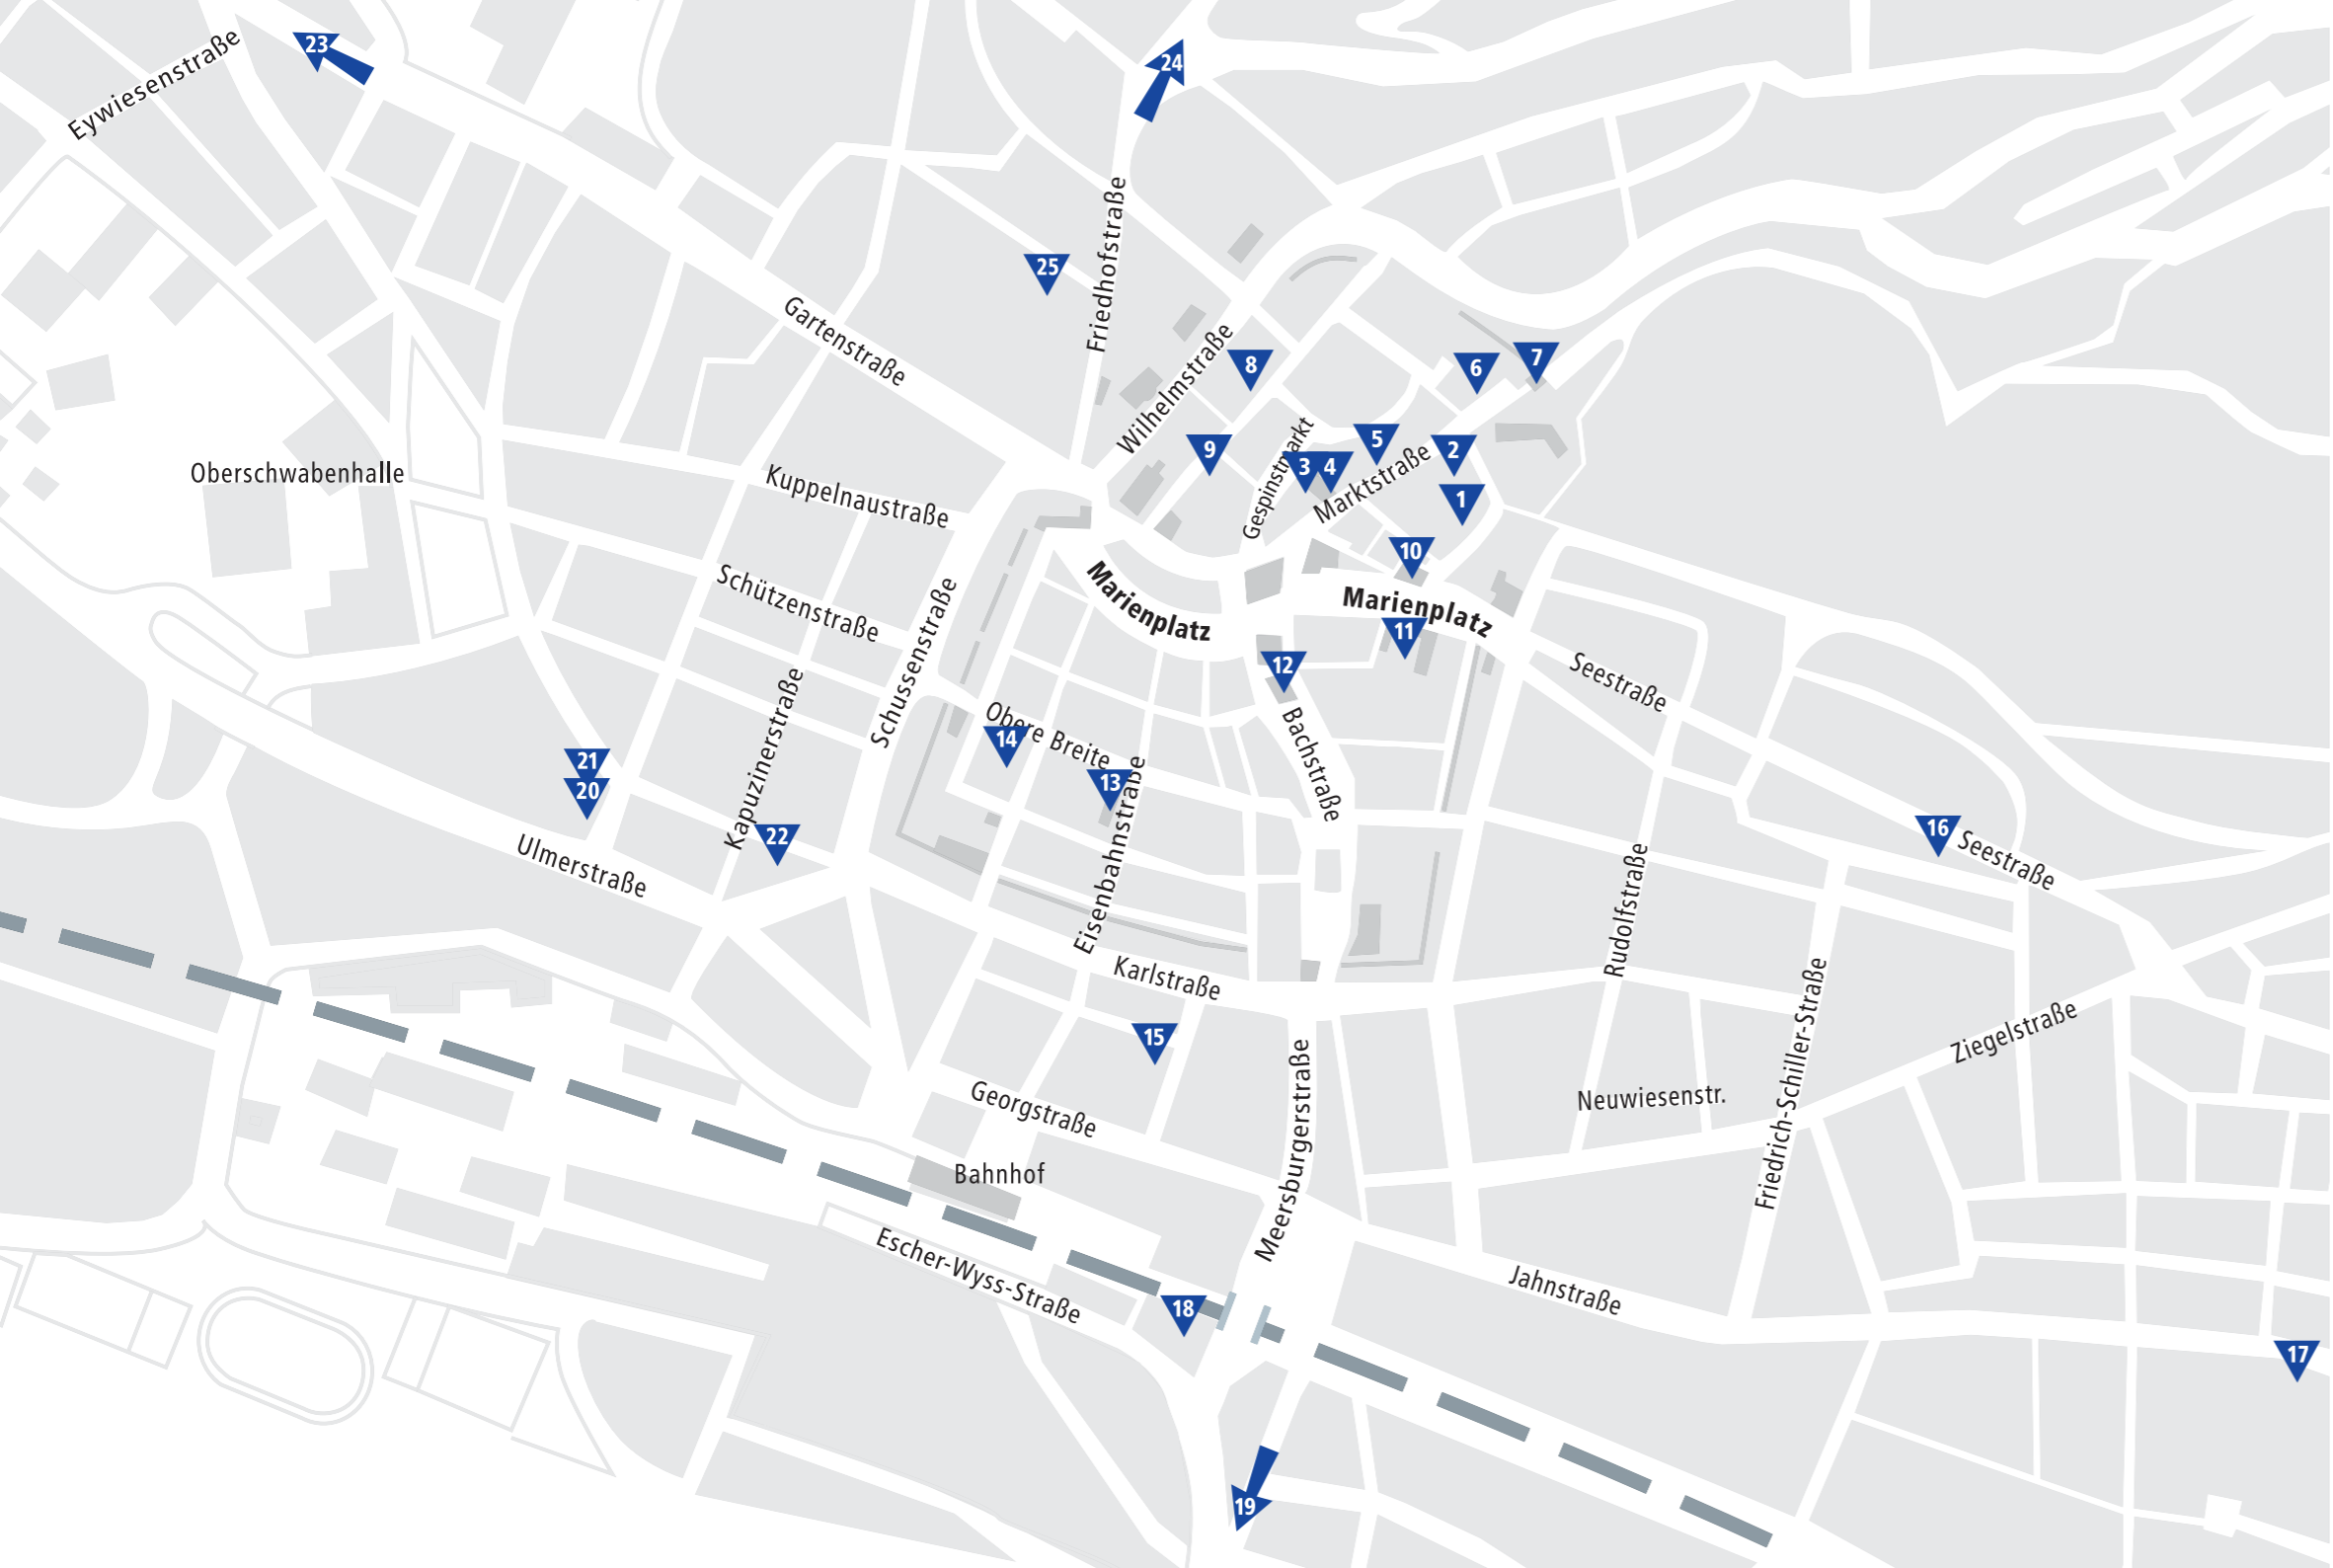 23
Eywiesenstraße
24
Friedhofstraße
25
Gartenstraße
Wilhelmstraße
8
6
7
9
Gespinstmarkt
5
2
3
4
Marktstraße
1
Oberschwabenhalle
Kuppelnaustraße
10
Schützenstraße
Marienplatz
Marienplatz
11
Schussenstraße
12
Seestraße
Kapuzinerstraße
Obere Breite
14
13
Bachstraße
21
20
22
Ulmerstraße
16
Seestraße
Eisenbahnstraße
Rudolfstraße
Karlstraße
Friedrich-Schiller-Straße
Ziegelstraße
15
Georgstraße
Neuwiesenstr.
Meersburgerstraße
Bahnhof
Escher-Wyss-Straße
Jahnstraße
18
17
19